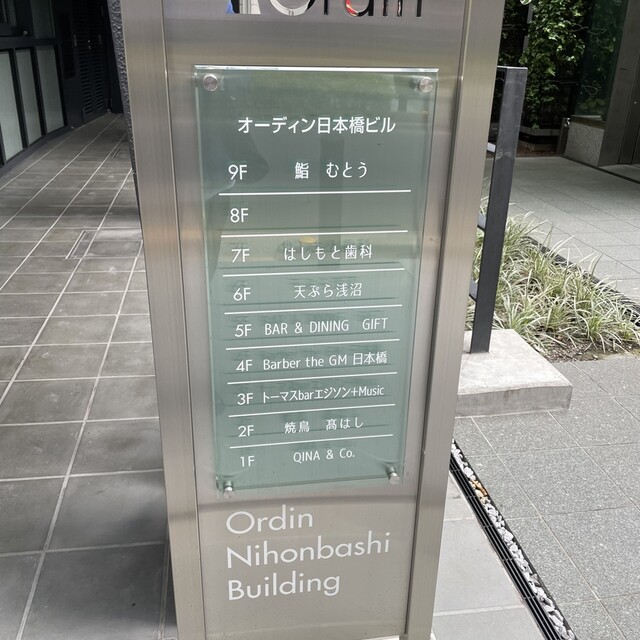 Ordin
オーディン日本橋ビル
9F 鮨 むとう
8F
7F はしもと歯科
6F 天ぷら浅沼
5F BAR & DINING GIFT
4F Barber the GM 日本橋
3F トーマスbarエジソン+Music
2F 焼鳥 髙はし
1F QINA & Co.
Ordin
Nihonbashi
Building